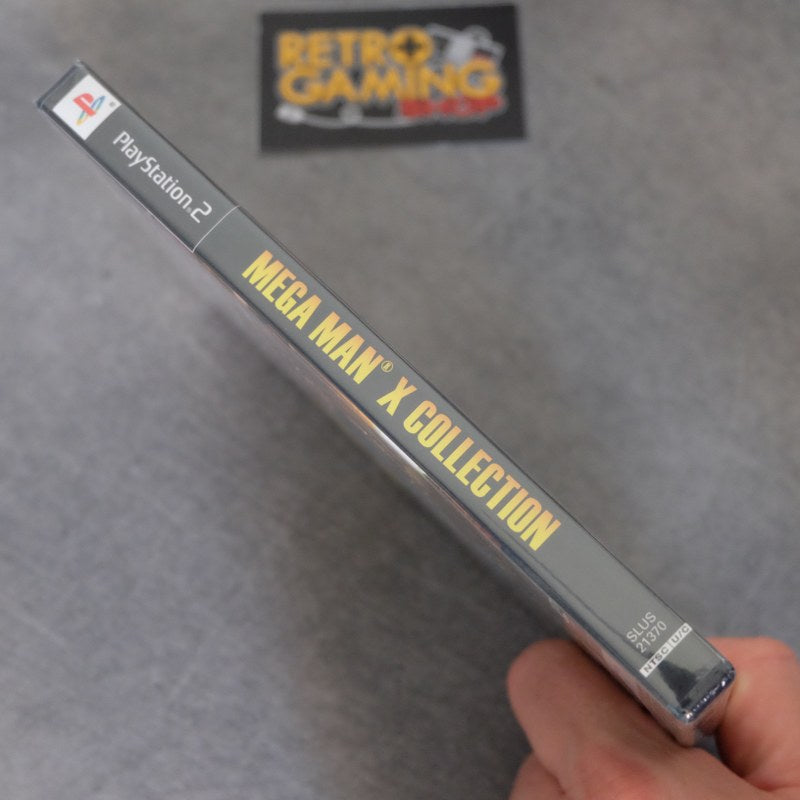 RETRO
GAMING
SHOP
PlayStation®2
MEGA MAN® X COLLECTION
SLUS
21370
NTSC U/C